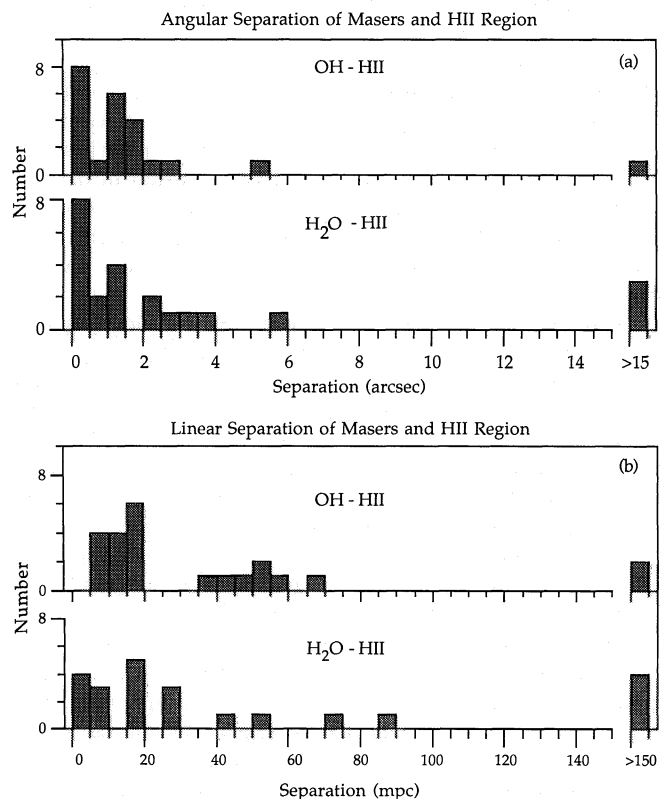 Angular Separation of Masers and HII Region
8
OH - HII
(a)
0
8
H2O - HII
0
Number
0 2 4 6 8 10 12 14 >15
Separation (arcsec)
Linear Separation of Masers and HII Region
8
OH - HII
(b)
0
8
H2O - HII
0
Number
0 20 40 60 80 100 120 140 >150
Separation (mpc)